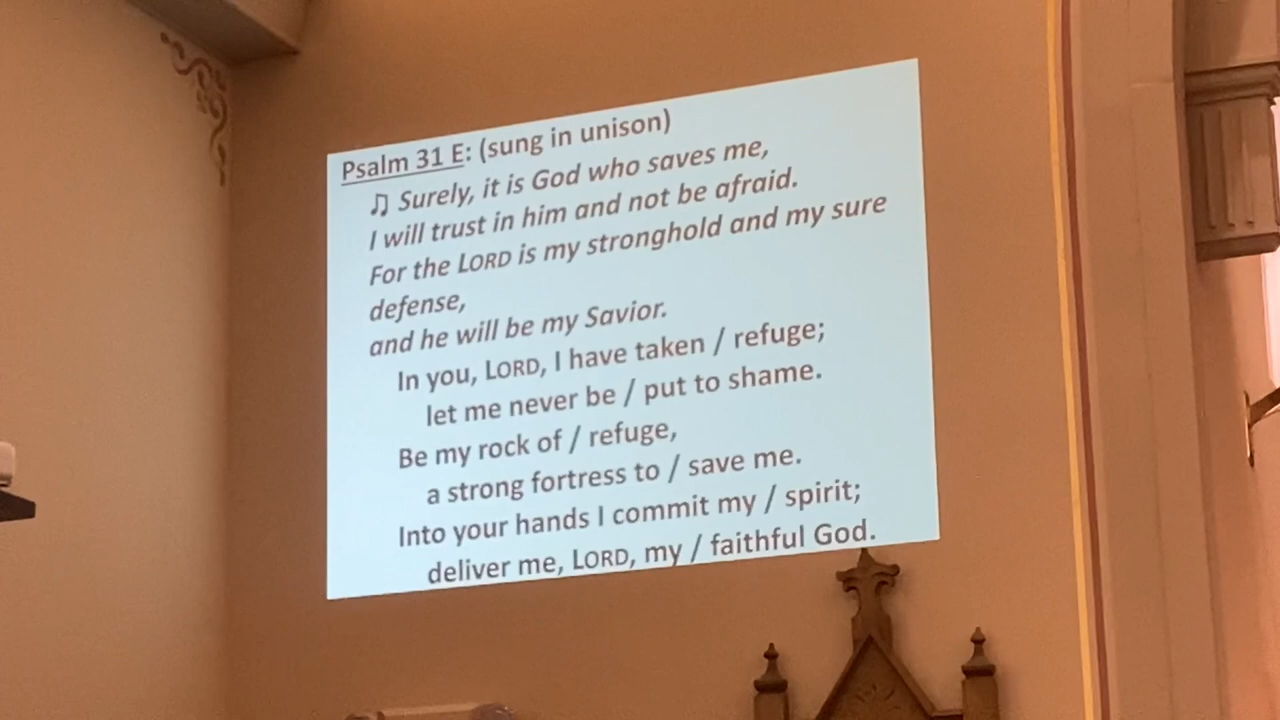 Psalm 31 E: (sung in unison)
♫ Surely, it is God who saves me,
I will trust in him and not be afraid.
For the LORD is my stronghold and my sure
defense,
and he will be my Savior.
In you, LORD, I have taken / refuge;
let me never be / put to shame.
Be my rock of / refuge,
a strong fortress to / save me.
Into your hands I commit my / spirit;
deliver me, LORD, my / faithful God.